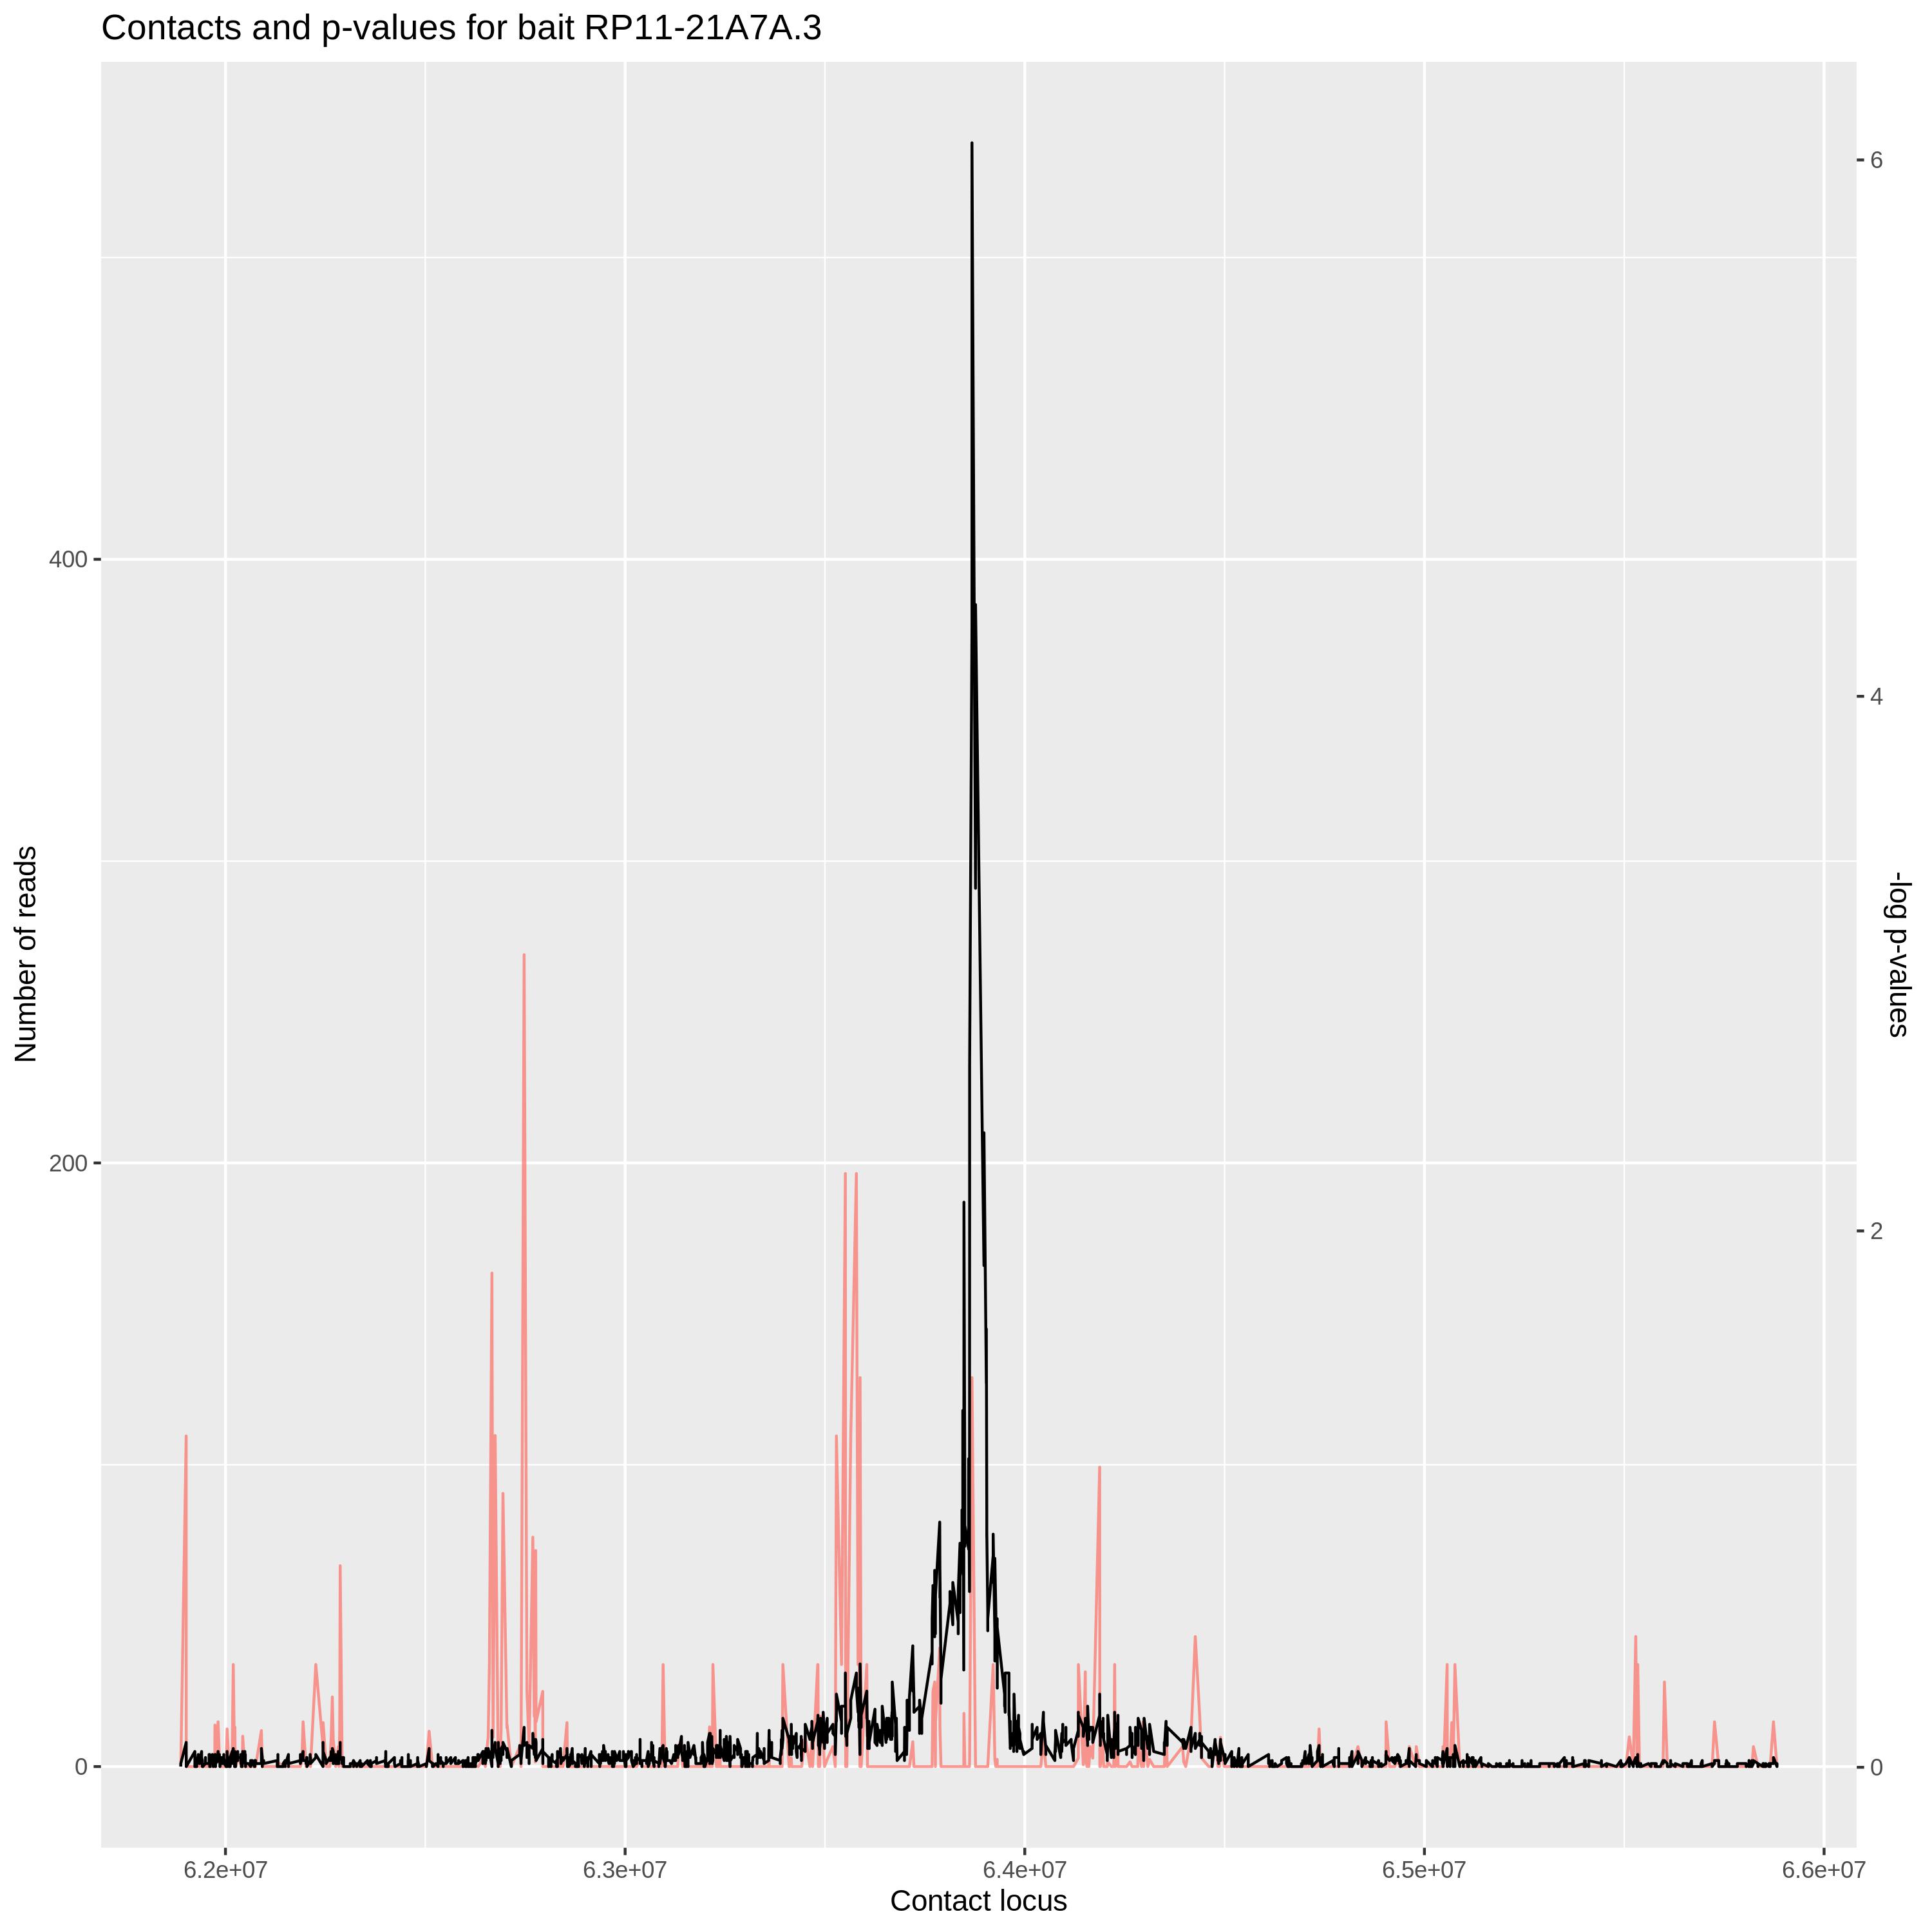 Contacts and p-values for bait RP11-21A7A.3
6
400
4
Number of reads
-log p-values
200
2
0
0
6.2e+07
6.3e+07
6.4e+07
6.5e+07
6.6e+07
Contact locus